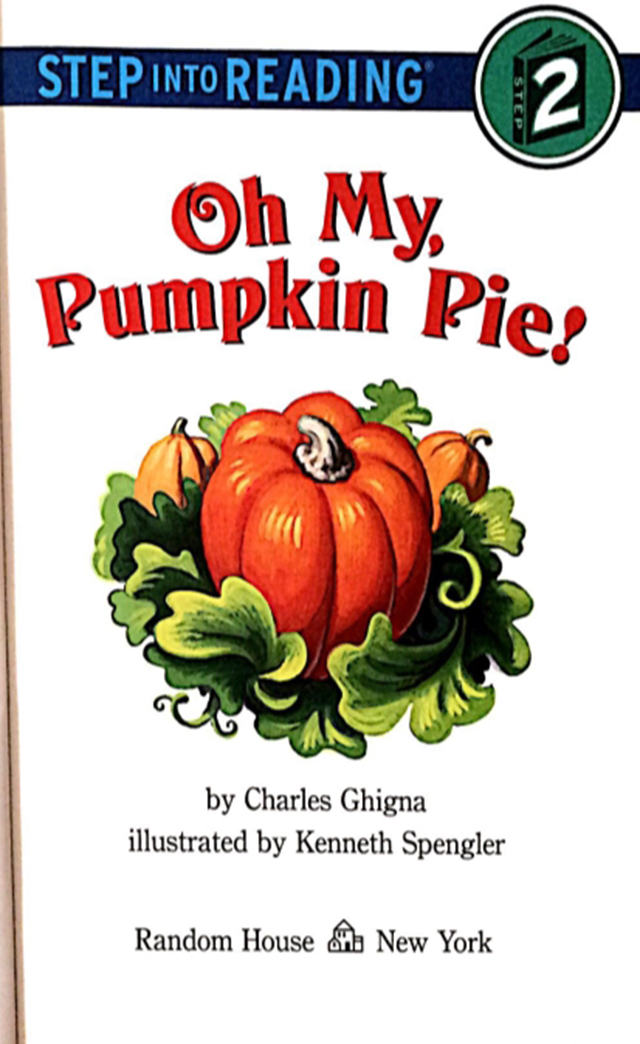 STEP INTO READING®
STEP 2
Oh My,
Pumpkin Pie!
by Charles Ghigna
illustrated by Kenneth Spengler
Random House New York